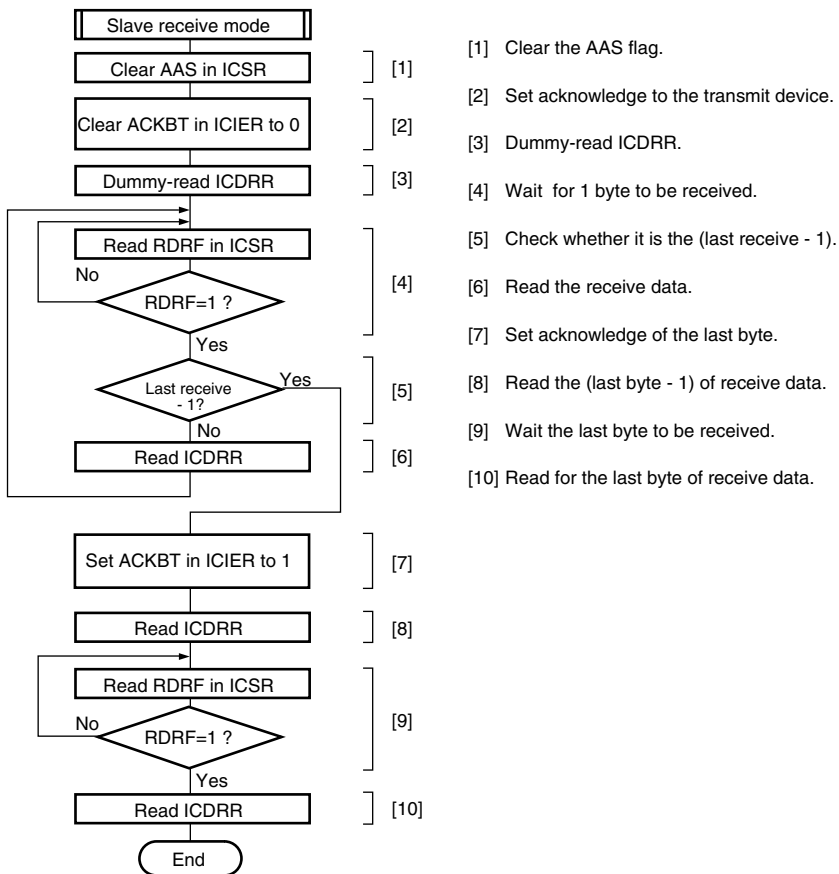 Slave receive mode
Clear AAS in ICSR
[1]
Clear ACKBT in ICIER to 0
[2]
Dummy-read ICDRR
[3]
Read RDRF in ICSR
No
RDRF=1 ?
[4]
Yes
Last receive
- 1?
Yes
[5]
No
Read ICDRR
[6]
Set ACKBT in ICIER to 1
[7]
Read ICDRR
[8]
Read RDRF in ICSR
No
RDRF=1 ?
[9]
Yes
Read ICDRR
[10]
End
[1] Clear the AAS flag.
[2] Set acknowledge to the transmit device.
[3] Dummy-read ICDRR.
[4] Wait for 1 byte to be received.
[5] Check whether it is the (last receive - 1).
[6] Read the receive data.
[7] Set acknowledge of the last byte.
[8] Read the (last byte - 1) of receive data.
[9] Wait the last byte to be received.
[10] Read for the last byte of receive data.